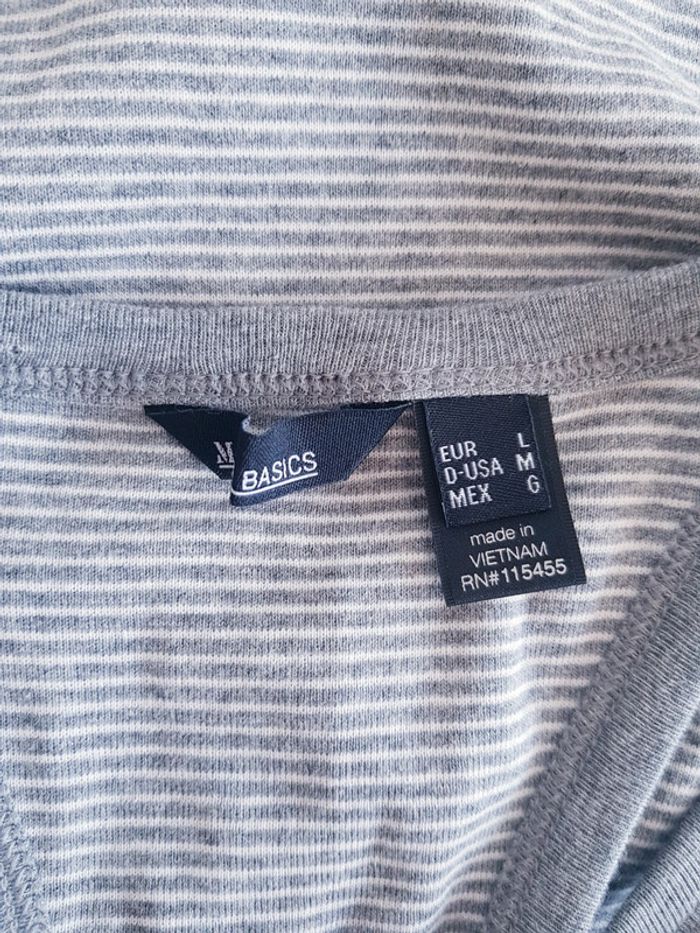 M
BASICS
EUR L
D-USA M
MEX G
made in
VIETNAM
RN#115455